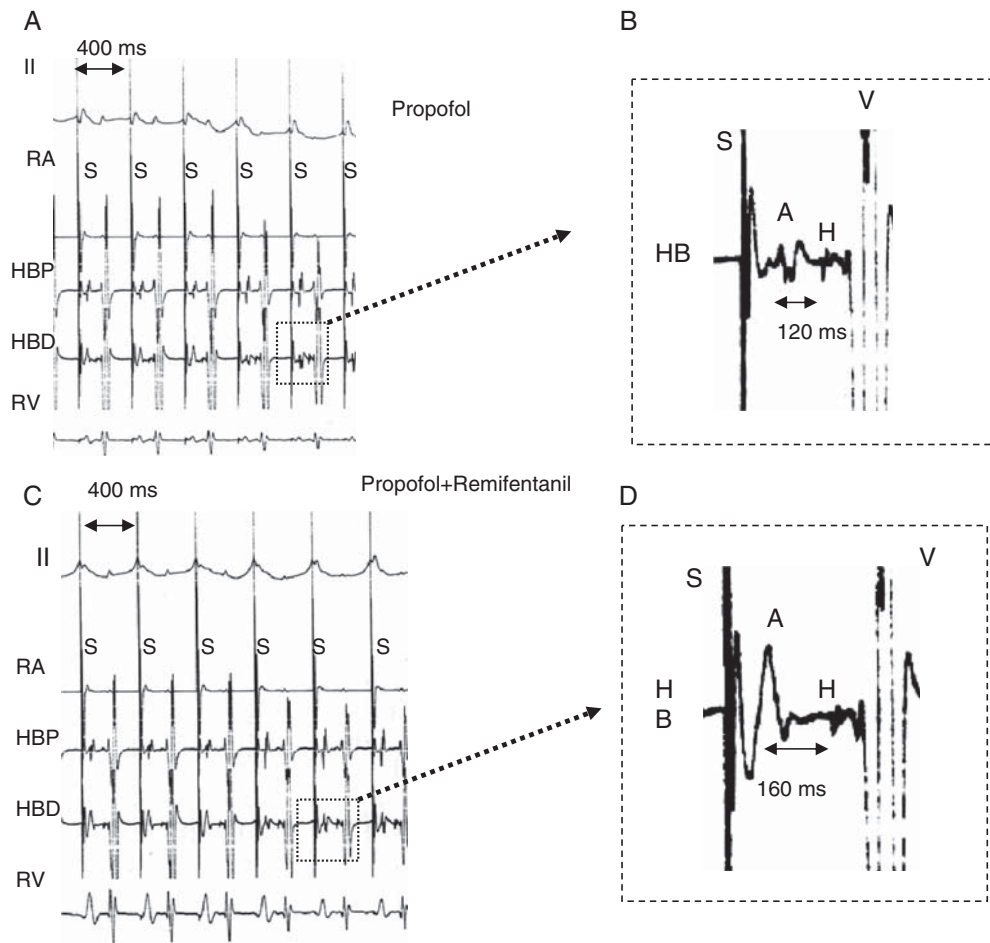 A
400 ms
II
Propofol
RA
S S S S S S
HBP
HBD
RV
B
V
S
A
H
HB
120 ms
C
400 ms
Propofol+Remifentanil
II
S S S S S S
RA
HBP
HBD
RV
D
S
V
A
H
H
B
160 ms